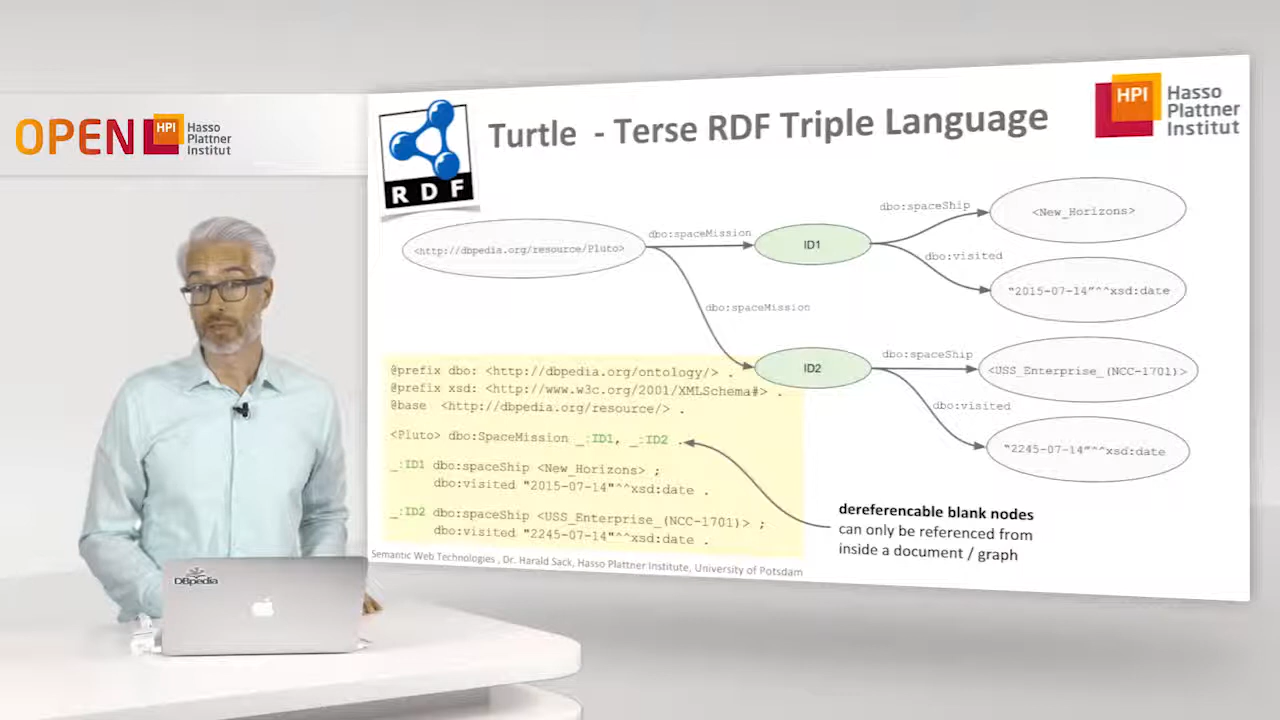 OPEN HPI Hasso
Plattner
Institut
RDF
Turtle - Terse RDF Triple Language
HPI Hasso
Plattner
Institut
<http://dbpedia.org/resource/Pluto>
dbo:spaceMission
ID1
dbo:spaceShip
<New_Horizons>
dbo:visited
"2015-07-14"^^xsd:date
dbo:spaceMission
ID2
dbo:spaceShip
<USS_Enterprise_(NCC-1701)>
dbo:visited
"2245-07-14"^^xsd:date
@prefix dbo: <http://dbpedia.org/ontology/> .
@prefix xsd: <http://www.w3c.org/2001/XMLSchema#> .
@base <http://dbpedia.org/resource/> .
<Pluto> dbo:SpaceMission _:ID1, _:ID2 .
_:ID1 dbo:spaceShip <New_Horizons> ;
dbo:visited "2015-07-14"^^xsd:date .
_:ID2 dbo:spaceShip <USS_Enterprise_(NCC-1701)> ;
dbo:visited "2245-07-14"^^xsd:date .
dereferencable blank nodes
can only be referenced from
inside a document / graph
Semantic Web Technologies , Dr. Harald Sack, Hasso Plattner Institute, University of Potsdam
DBpedia